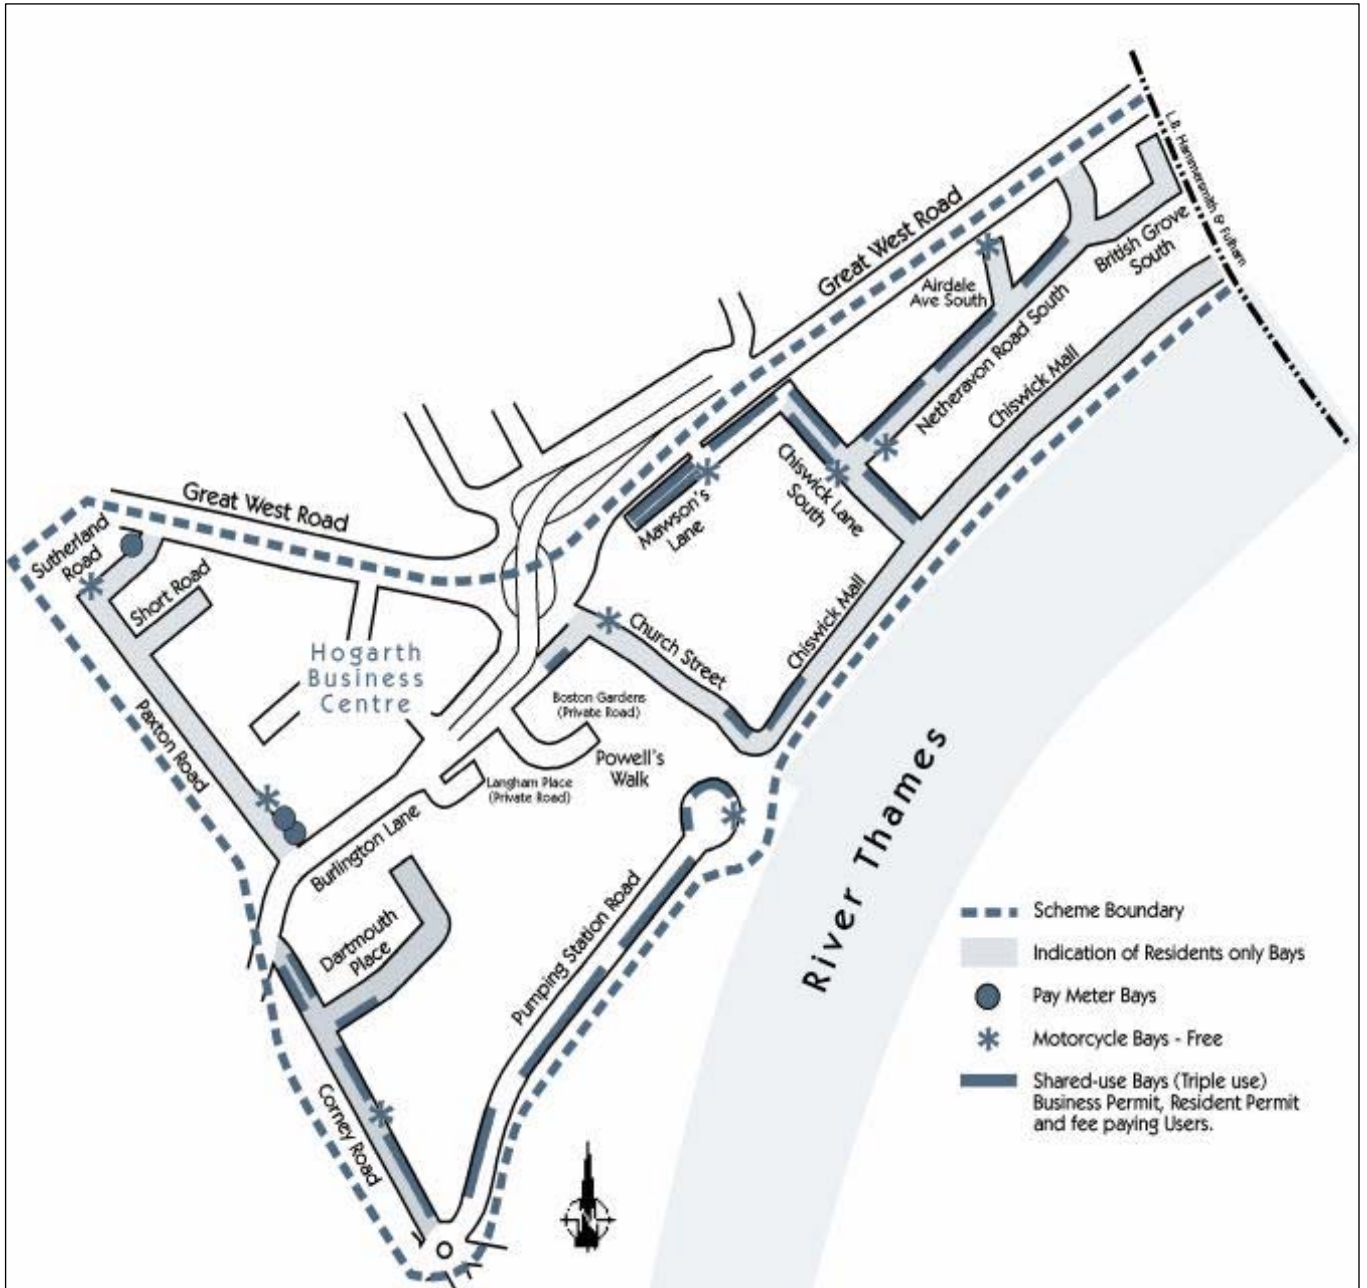 L.B. Hammersmith & Fulham
Great West Road
British Grove
South
Airdale
Ave South
Netheravon Road South
Chiswick Mall
Chiswick Lane
South
Mawson's
Lane
Great West Road
Sutherland
Road
Short Road
Hogarth
Business
Centre
Church Street
Chiswick Mall
Boston Gardens
(Private Road)
Powell's
Walk
Langham Place
(Private Road)
Paxton Road
Burlington Lane
Dartmouth
Place
Pumping Station Road
Corney Road
River Thames
N
Scheme Boundary
Indication of Residents only Bays
Pay Meter Bays
Motorcycle Bays - Free
Shared-use Bays (Triple use)
Business Permit, Resident Permit
and fee paying Users.